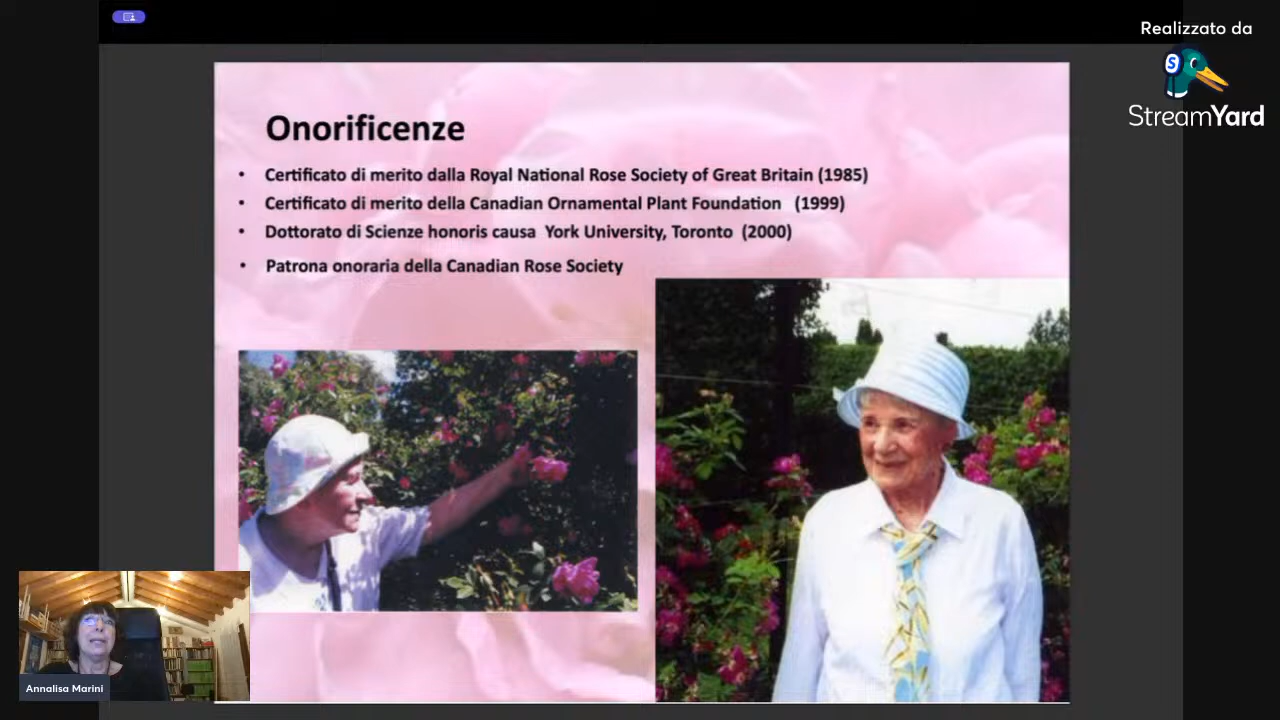 Realizzato da
StreamYard
Onorificenze
• Certificato di merito dalla Royal National Rose Society of Great Britain (1985)
• Certificato di merito della Canadian Ornamental Plant Foundation (1999)
• Dottorato di Scienze honoris causa York University, Toronto (2000)
• Patrona onoraria della Canadian Rose Society
Annalisa Marini